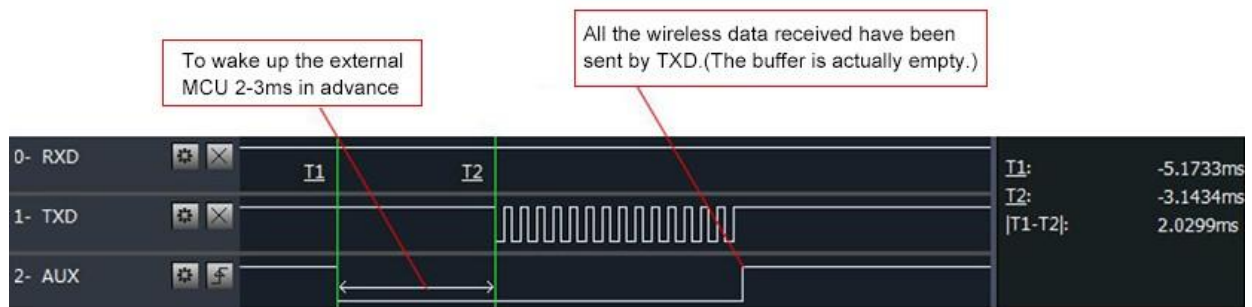 To wake up the external
MCU 2-3ms in advance
All the wireless data received have been
sent by TXD.(The buffer is actually empty.)
0- RXD
T1
T2
1- TXD
2- AUX
T1: -5.1733ms
T2: -3.1434ms
|T1-T2|: 2.0299ms